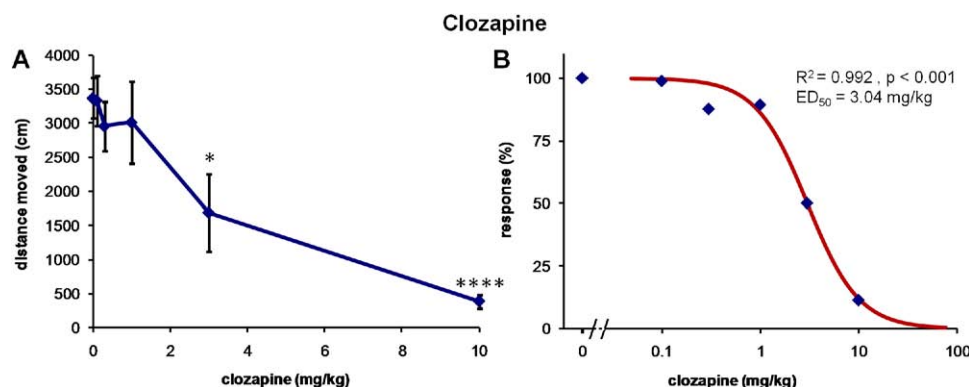 Clozapine
A
4000
3500
3000
2500
2000
1500
1000
500
0
distance moved (cm)
*
****
0 2 4 6 8 10
clozapine (mg/kg)
B
R² = 0.992 , p < 0.001
ED₅₀ = 3.04 mg/kg
100
75
50
25
0
response (%)
0 0.1 1 10 100
clozapine (mg/kg)